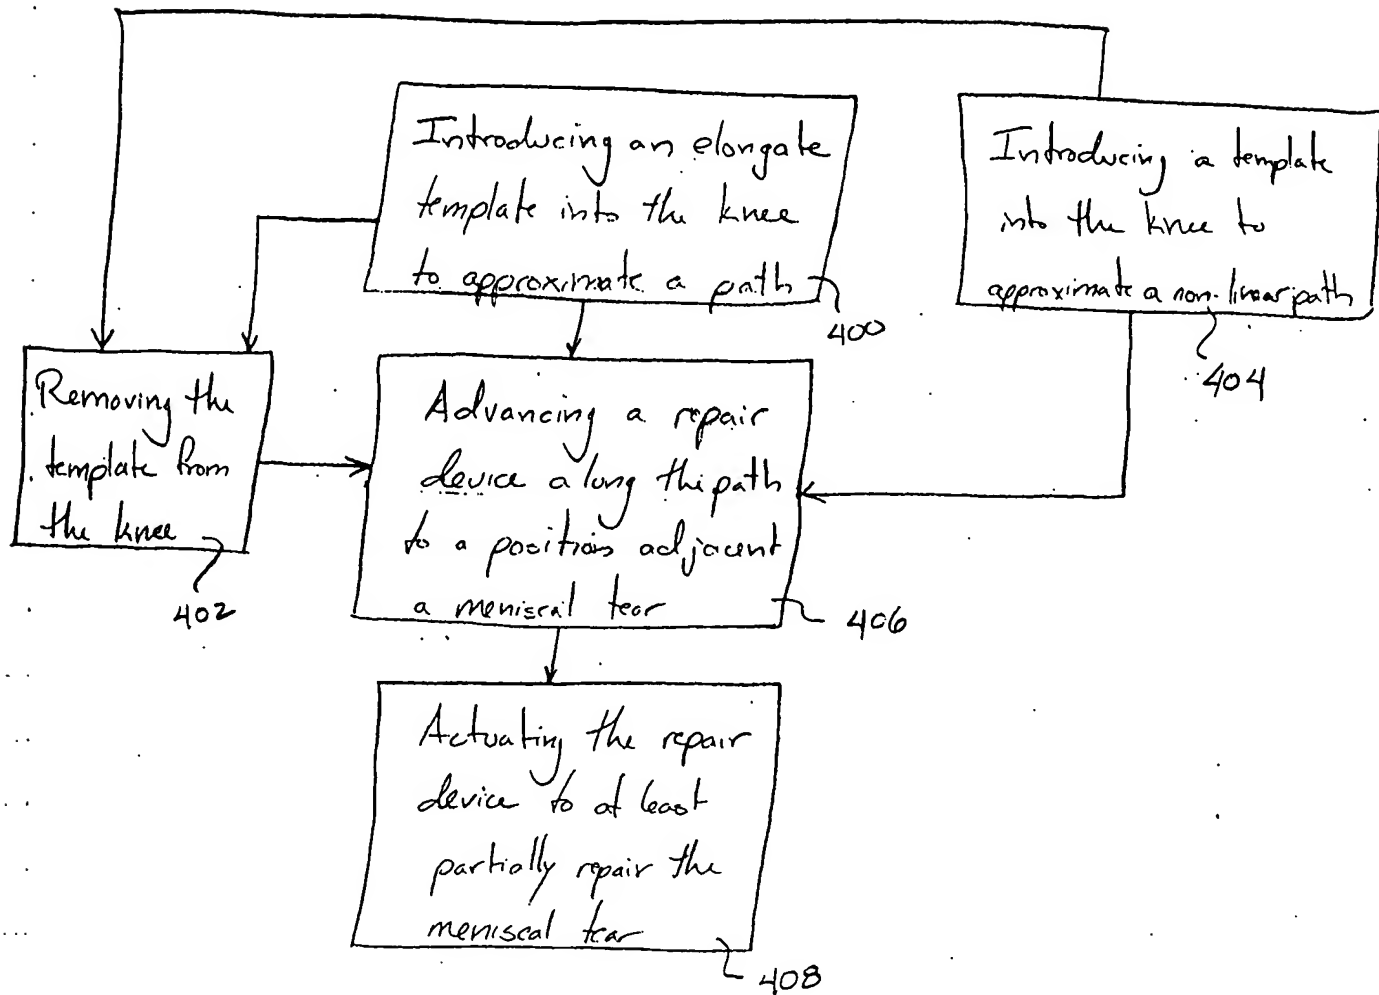 Introducing an elongate
template into the knee
to approximate a path
400
Introducing a template
into the knee to
approximate a non-linear path
404
Removing the
template from
the knee
402
Advancing a repair
device along the path
to a position adjacent
a meniscal tear
406
Actuating the repair
device to at least
partially repair the
meniscal tear
408